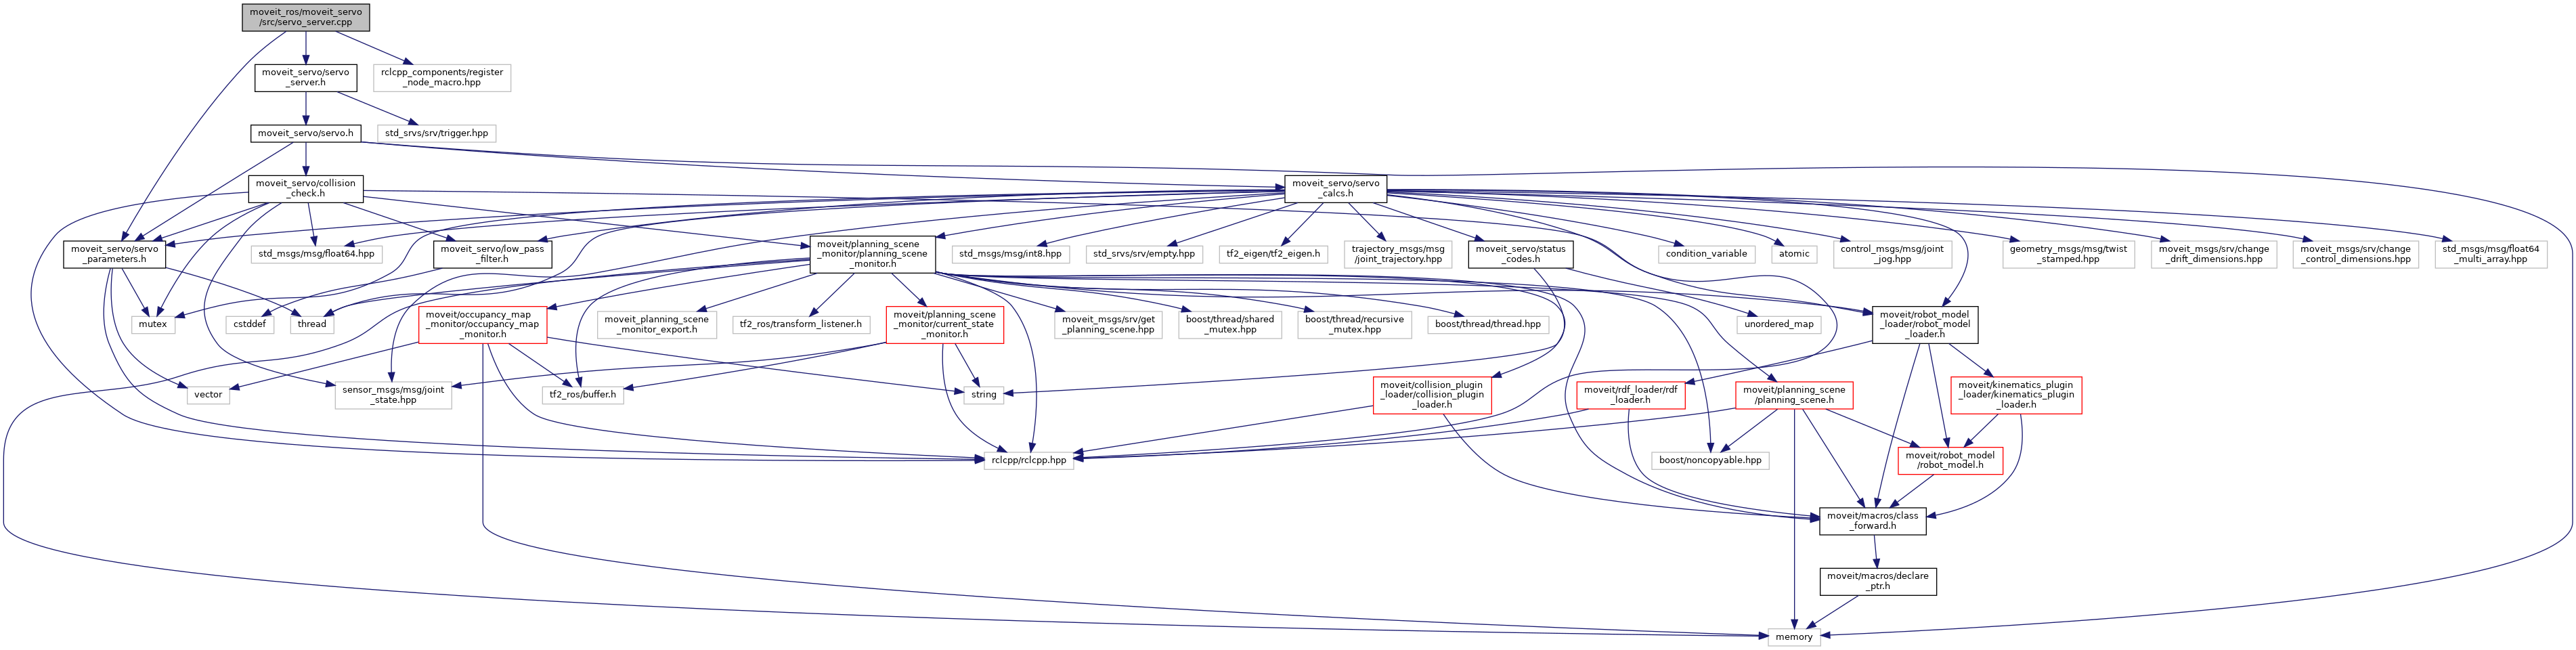 moveit_ros/moveit_servo
/src/servo_server.cpp
moveit_servo/servo
_server.h
rclcpp_components/register
_node_macro.hpp
moveit_servo/servo.h
std_srvs/srv/trigger.hpp
moveit_servo/collision
_check.h
moveit_servo/servo
_calcs.h
moveit_servo/servo
_parameters.h
std_msgs/msg/float64.hpp
moveit_servo/low_pass
_filter.h
moveit/planning_scene
_monitor/planning_scene
_monitor.h
std_msgs/msg/int8.hpp
std_srvs/srv/empty.hpp
tf2_eigen/tf2_eigen.h
trajectory_msgs/msg
/joint_trajectory.hpp
moveit_servo/status
_codes.h
condition_variable
atomic
control_msgs/msg/joint
_jog.hpp
geometry_msgs/msg/twist
_stamped.hpp
moveit_msgs/srv/change
_drift_dimensions.hpp
moveit_msgs/srv/change
_control_dimensions.hpp
std_msgs/msg/float64
_multi_array.hpp
mutex
cstddef
thread
moveit/occupancy_map
_monitor/occupancy_map
_monitor.h
moveit_planning_scene
_monitor_export.h
tf2_ros/transform_listener.h
moveit/planning_scene
_monitor/current_state
_monitor.h
moveit_msgs/srv/get
_planning_scene.hpp
boost/thread/shared
_mutex.hpp
boost/thread/recursive
_mutex.hpp
boost/thread/thread.hpp
unordered_map
moveit/robot_model
_loader/robot_model
_loader.h
vector
sensor_msgs/msg/joint
_state.hpp
tf2_ros/buffer.h
string
moveit/collision_plugin
_loader/collision_plugin
_loader.h
moveit/rdf_loader/rdf
_loader.h
moveit/planning_scene
/planning_scene.h
moveit/kinematics_plugin
_loader/kinematics_plugin
_loader.h
rclcpp/rclcpp.hpp
boost/noncopyable.hpp
moveit/robot_model
/robot_model.h
moveit/macros/class
_forward.h
moveit/macros/declare
_ptr.h
memory